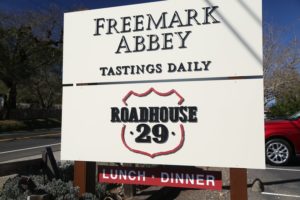 FREEMARK
ABBEY
TASTINGS DAILY
ROADHOUSE
· 29 ·
LUNCH · DINNER